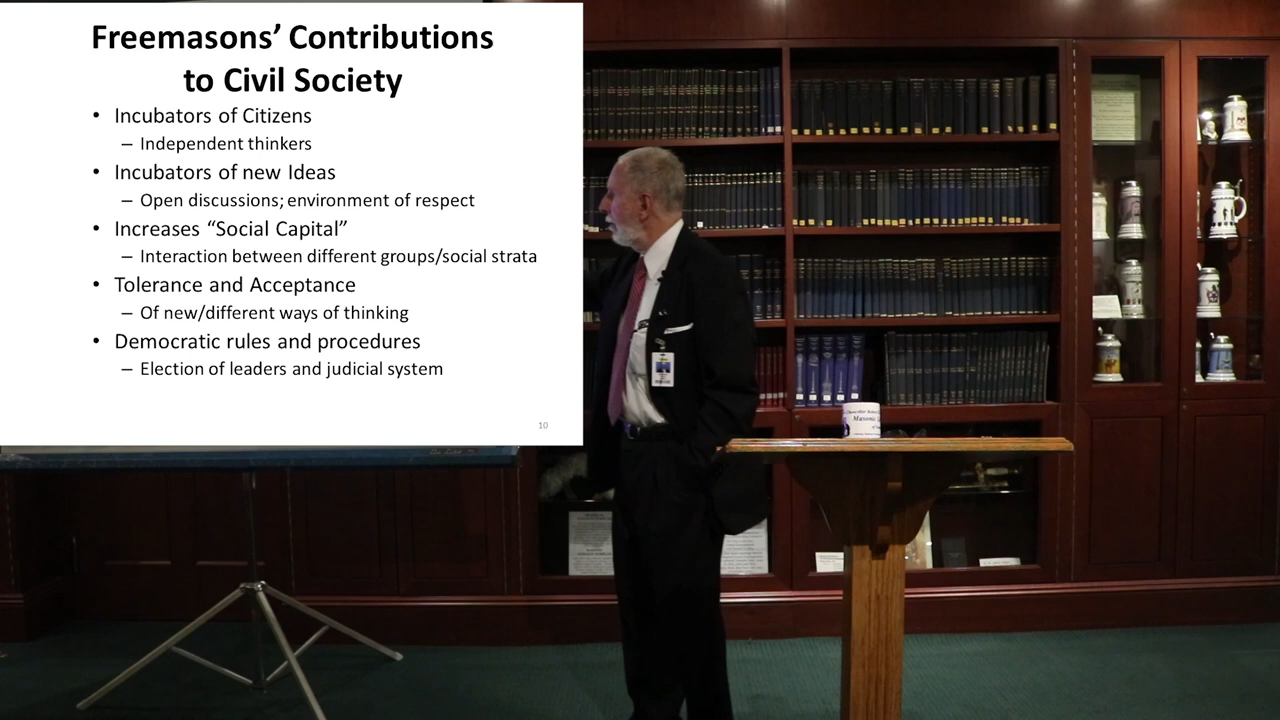 Freemasons’ Contributions
to Civil Society
• Incubators of Citizens
– Independent thinkers
• Incubators of new Ideas
– Open discussions; environment of respect
• Increases “Social Capital”
– Interaction between different groups/social strata
• Tolerance and Acceptance
– Of new/different ways of thinking
• Democratic rules and procedures
– Election of leaders and judicial system
10
Chancellor
Masonic